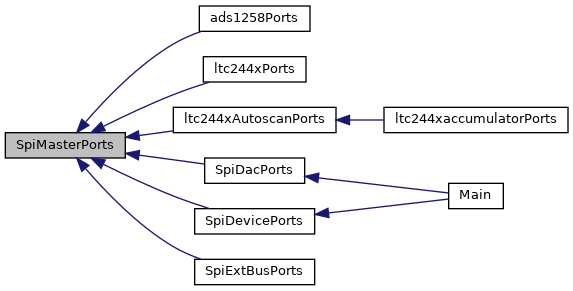 ads1258Ports
ltc244xPorts
ltc244xAutoscanPorts
ltc244xaccumulatorPorts
SpiMasterPorts
SpiDacPorts
Main
SpiDevicePorts
SpiExtBusPorts